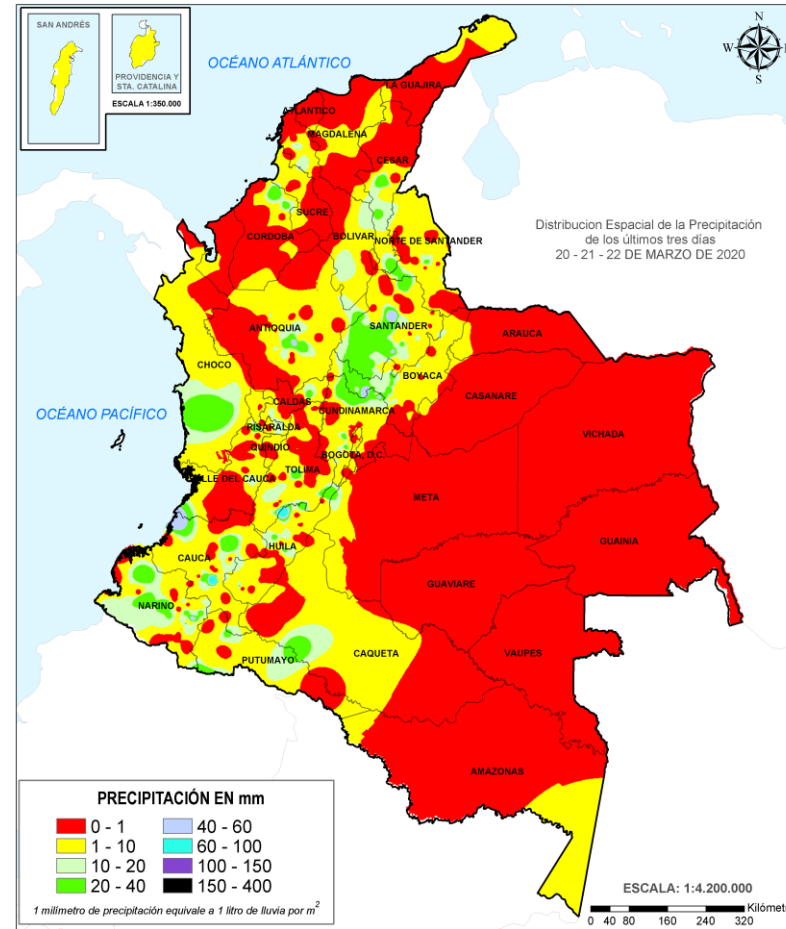 SAN ANDRÉS
PROVIDENCIA Y
STA. CATALINA
ESCALA 1:350.000
OCÉANO ATLÁNTICO
N
W
S
LA GUAJIRA
ATLANTICO
MAGDALENA
CESAR
SUCRE
CORDOBA
BOLIVAR
NORTE DE SANTANDER
Distribucion Espacial de la Precipitación
de los últimos tres días
20 - 21 - 22 DE MARZO DE 2020
ANTIOQUIA
SANTANDER
ARAUCA
CHOCO
BOYACA
CASANARE
OCÉANO PACÍFICO
CALDAS
CUNDINAMARCA
RISARALDA
QUINDIO
BOGOTA, D.C.
VICHADA
TOLIMA
VALLE DEL CAUCA
META
GUAINIA
CAUCA
HUILA
GUAVIARE
NARINO
CAQUETA
VAUPES
PUTUMAYO
AMAZONAS
PRECIPITACIÓN EN mm
0 - 1
1 - 10
10 - 20
20 - 40
40 - 60
60 - 100
100 - 150
150 - 400
1 milímetro de precipitación equivale a 1 litro de lluvia por m²
ESCALA: 1:4.200.000
0 40 80 160 240 320 Kilómet